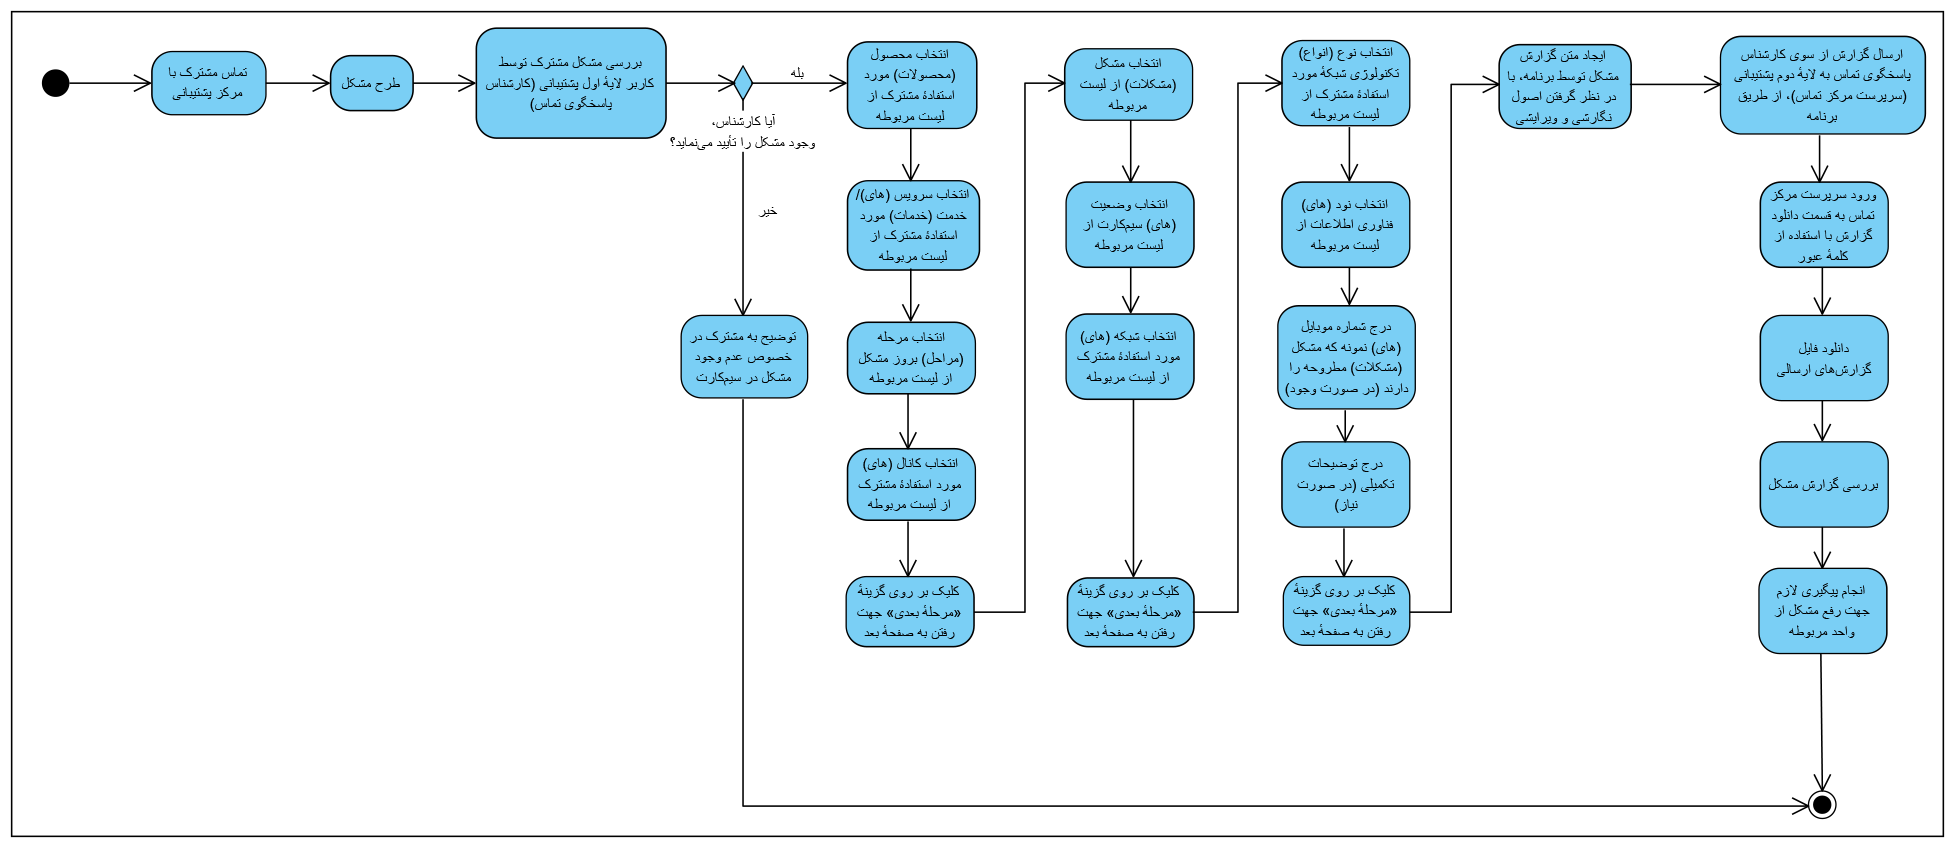 تماس مشترک با
مرکز پشتیبانی
طرح مشکل
بررسی مشکل مشترک توسط
کاربر لایهٔ اول پشتیبانی (کارشناس
پاسخگوی تماس)
آیا کارشناس،
وجود مشکل را تأیید می‌نماید؟
بله
خیر
توضیح به مشترک در
خصوص عدم وجود
مشکل در سیم‌کارت
انتخاب محصول
(محصولات) مورد
استفادهٔ مشترک از
لیست مربوطه
انتخاب سرویس (های)/
خدمت (خدمات) مورد
استفادهٔ مشترک از
لیست مربوطه
انتخاب مرحله
(مراحل) بروز مشکل
از لیست مربوطه
انتخاب کانال (های)
مورد استفادهٔ مشترک
از لیست مربوطه
کلیک بر روی گزینهٔ
«مرحلهٔ بعدی» جهت
رفتن به صفحهٔ بعد
انتخاب مشکل
(مشکلات) از لیست
مربوطه
انتخاب وضعیت
(های) سیم‌کارت از
لیست مربوطه
انتخاب شبکه (های)
مورد استفادهٔ مشترک
از لیست مربوطه
کلیک بر روی گزینهٔ
«مرحلهٔ بعدی» جهت
رفتن به صفحهٔ بعد
انتخاب نوع (انواع)
تکنولوژی شبکهٔ مورد
استفادهٔ مشترک از
لیست مربوطه
انتخاب نود (های)
فناوری اطلاعات از
لیست مربوطه
درج شماره موبایل
(های) نمونه که مشکل
(مشکلات) مطروحه را
دارند (در صورت وجود)
درج توضیحات
تکمیلی (در صورت
نیاز)
کلیک بر روی گزینهٔ
«مرحلهٔ بعدی» جهت
رفتن به صفحهٔ بعد
ایجاد متن گزارش
مشکل توسط برنامه، با
در نظر گرفتن اصول
نگارشی و ویرایشی
ارسال گزارش از سوی کارشناس
پاسخگوی تماس به لایهٔ دوم پشتیبانی
(سرپرست مرکز تماس)، از طریق
برنامه
ورود سرپرست مرکز
تماس به قسمت دانلود
گزارش با استفاده از
کلمهٔ عبور
دانلود فایل
گزارش‌های ارسالی
بررسی گزارش مشکل
انجام پیگیری لازم
جهت رفع مشکل از
واحد مربوطه